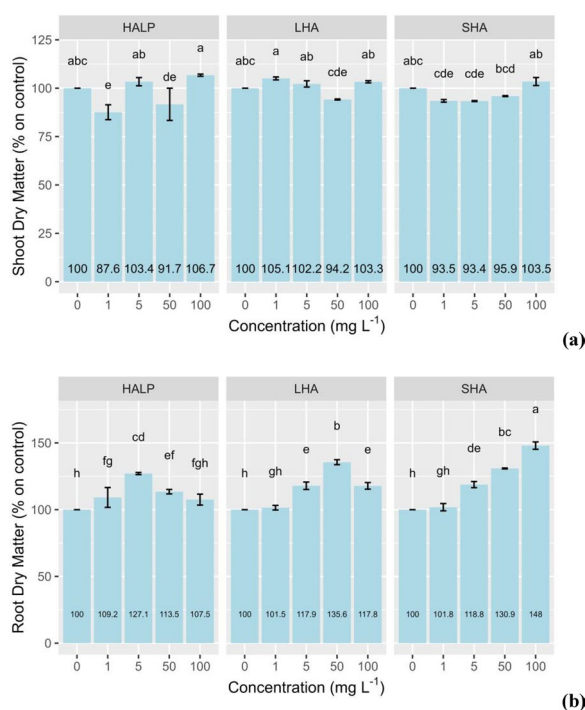 HALP LHA SHA
Shoot Dry Matter (% on control)
125
100
75
50
25
0
abc e ab de a
abc a ab cde ab
abc cde cde bcd ab
100 87.6 103.4 91.7 106.7
100 105.1 102.2 94.2 103.3
100 93.5 93.4 95.9 103.5
0 1 5 50 100 0 1 5 50 100 0 1 5 50 100
Concentration (mg L⁻¹)
(a)
HALP LHA SHA
Root Dry Matter (% on control)
150
100
50
0
h fg cd ef fgh
h gh e b e
h gh de bc a
100 109.2 127.1 113.5 107.5
100 101.5 117.9 135.6 117.8
100 101.8 118.8 130.9 148
0 1 5 50 100 0 1 5 50 100 0 1 5 50 100
Concentration (mg L⁻¹)
(b)